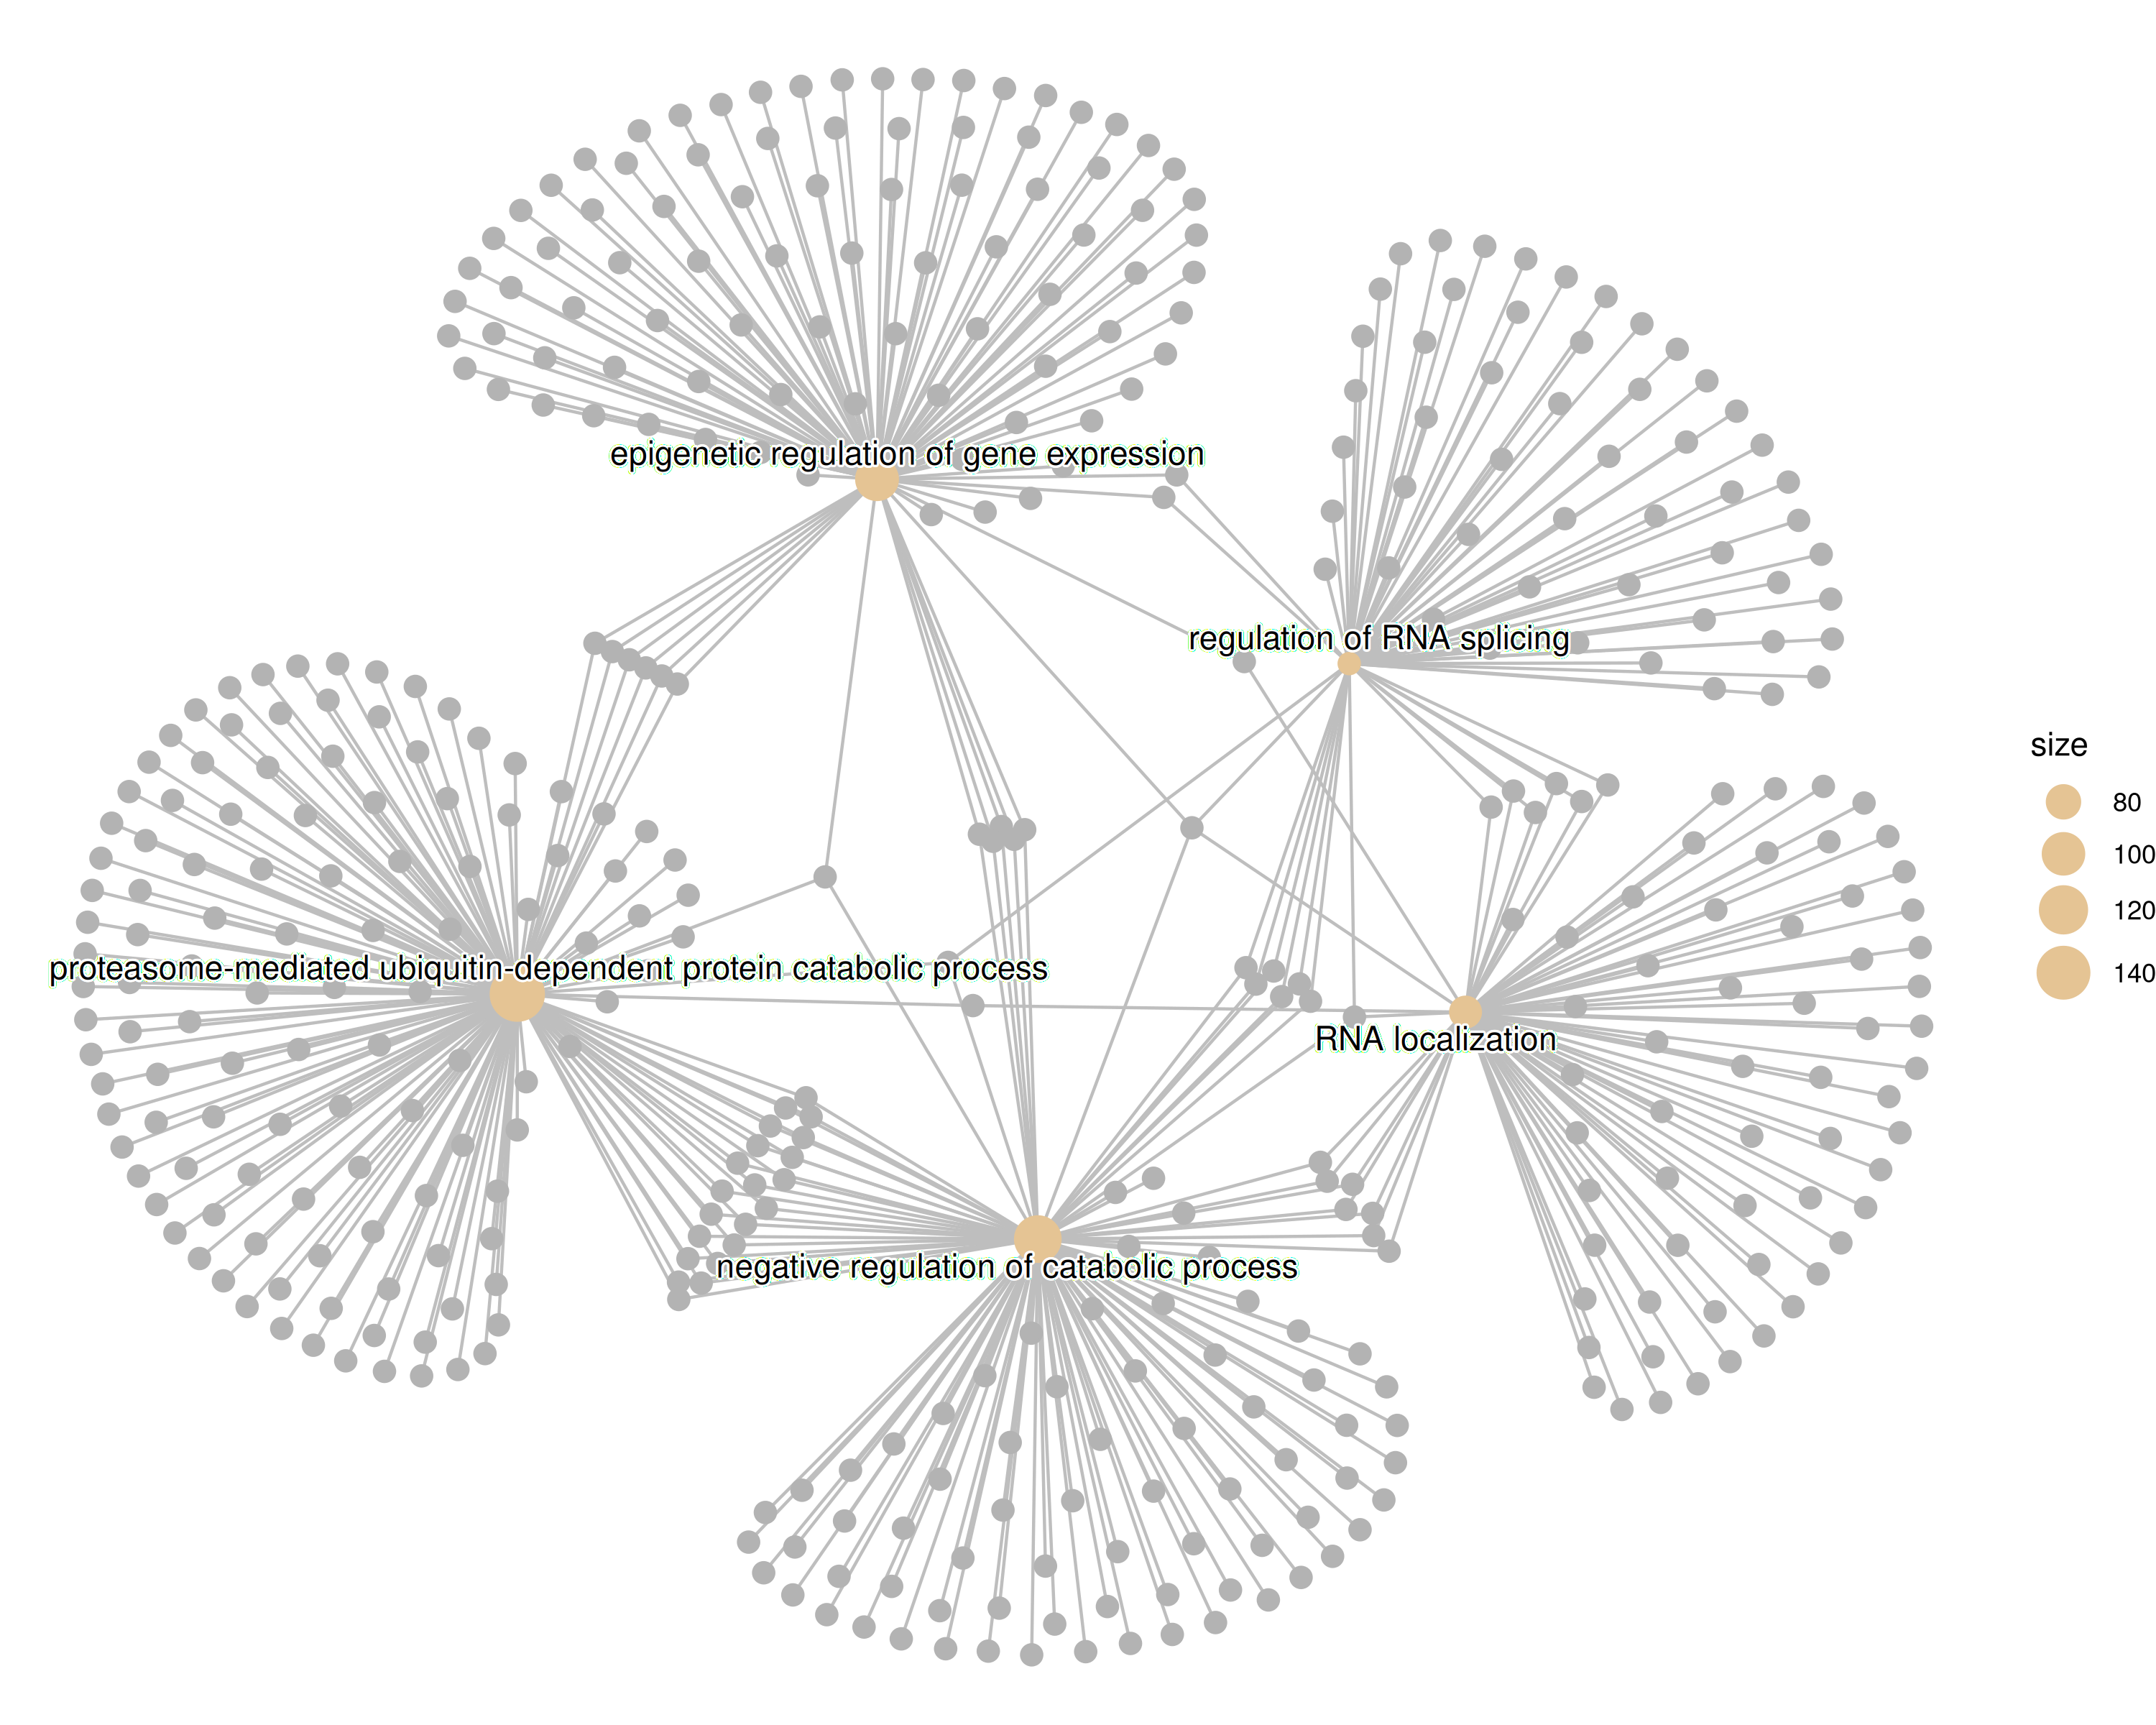 epigenetic regulation of gene expression
regulation of RNA splicing
size
80
100
120
140
proteasome-mediated ubiquitin-dependent protein catabolic process
RNA localization
negative regulation of catabolic process